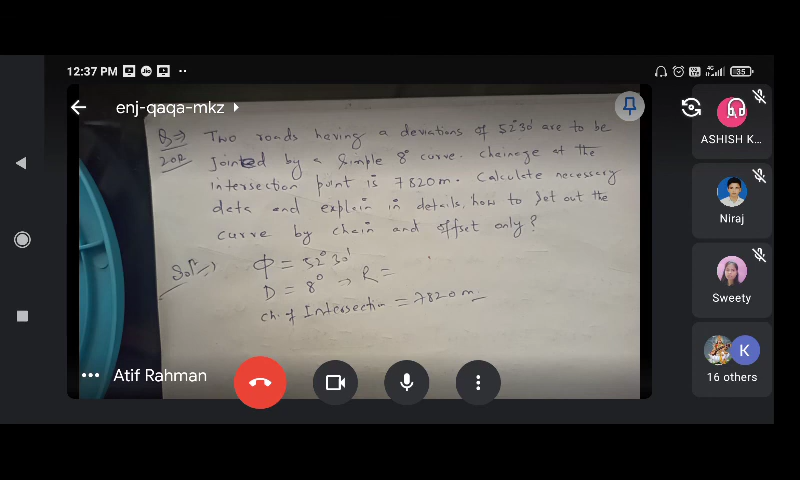 12:37 PM
4G
35
enj-qaqa-mkz
Q⇒ Two roads having a deviations of 52°30' are to be
joined by a simple 8° curve. Chainage at the
intersection point is 7820m. Calculate necessary
data and explain in details, how to set out the
curve by chain and offset only?
Solⁿ⇒ φ = 52°30'
D = 8° → R =
Ch. of Intersection = 7820 m
Atif Rahman
ASHISH K...
Niraj
Sweety
K
16 others